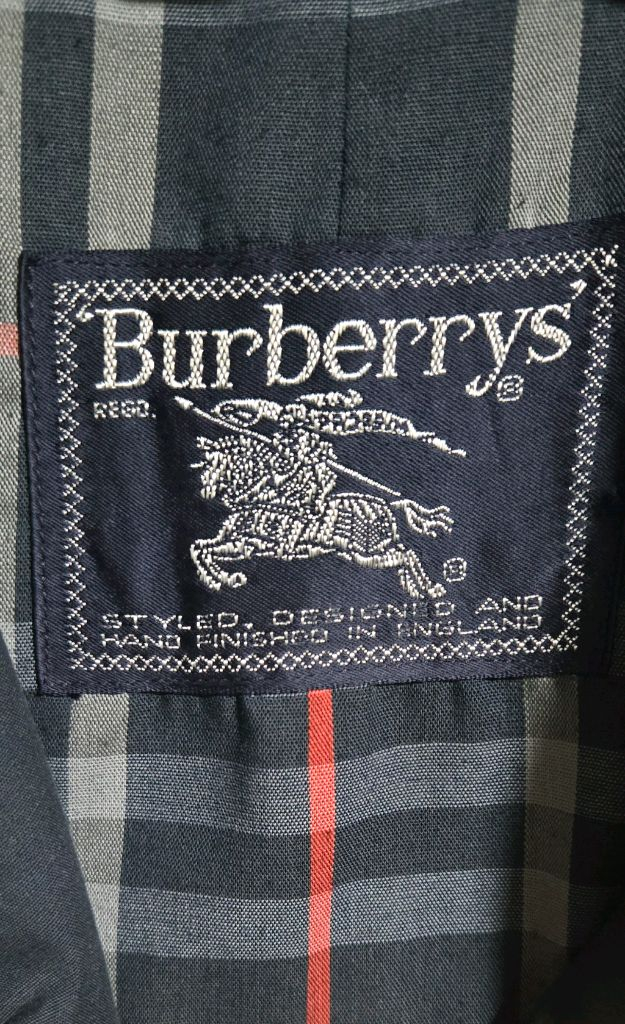 'Burberrys'®
REGD.
®
STYLED, DESIGNED AND
HAND FINISHED IN ENGLAND